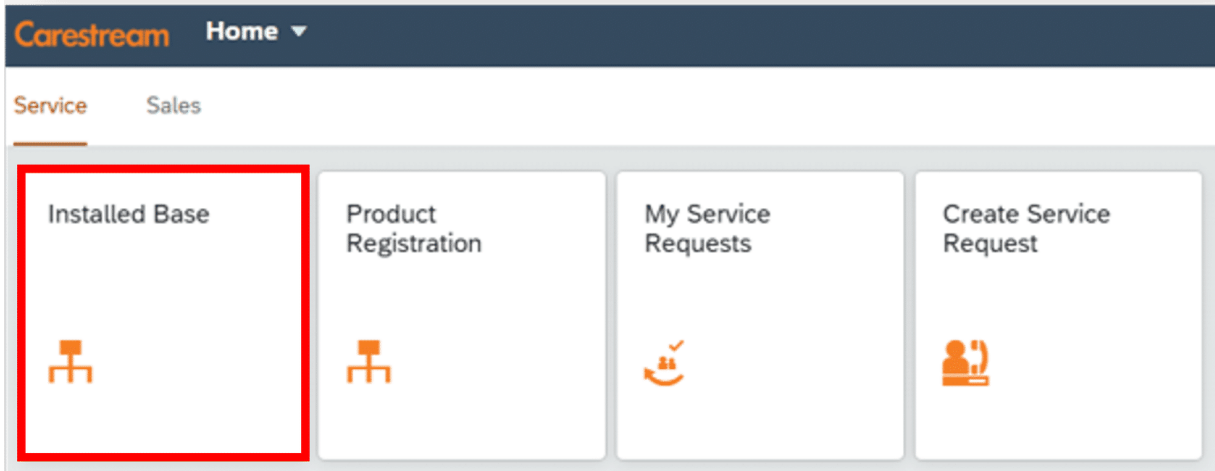 Carestream Home
Service Sales
Installed Base
Product
Registration
My Service
Requests
Create Service
Request